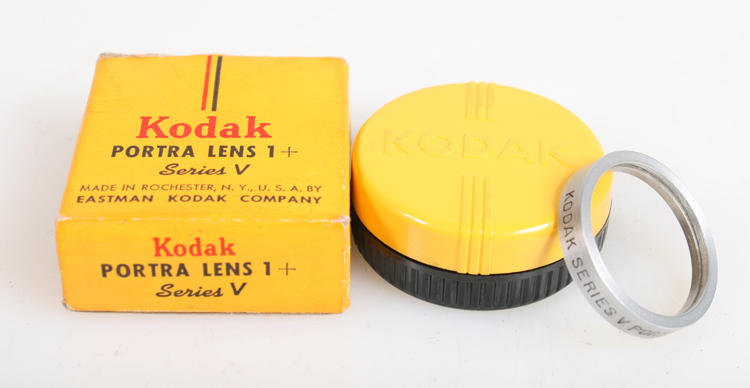 Kodak
PORTRA LENS 1+
Series V
MADE IN ROCHESTER, N. Y., U. S. A. BY
EASTMAN KODAK COMPANY
Kodak
PORTRA LENS 1+
Series V
KODAK
KODAK SERIES V